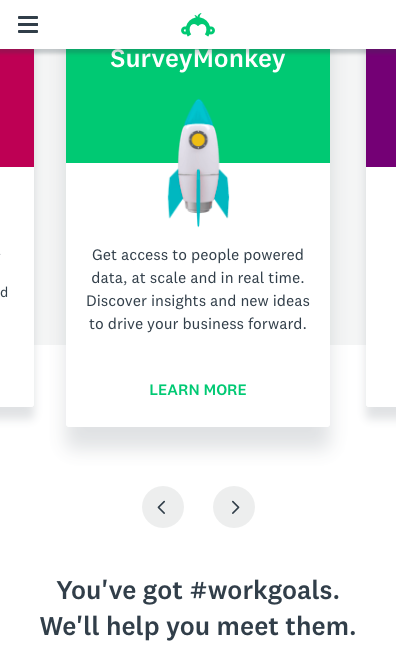 SurveyMonkey
Get access to people powered
data, at scale and in real time.
Discover insights and new ideas
to drive your business forward.
d
LEARN MORE
You've got #workgoals.
We'll help you meet them.